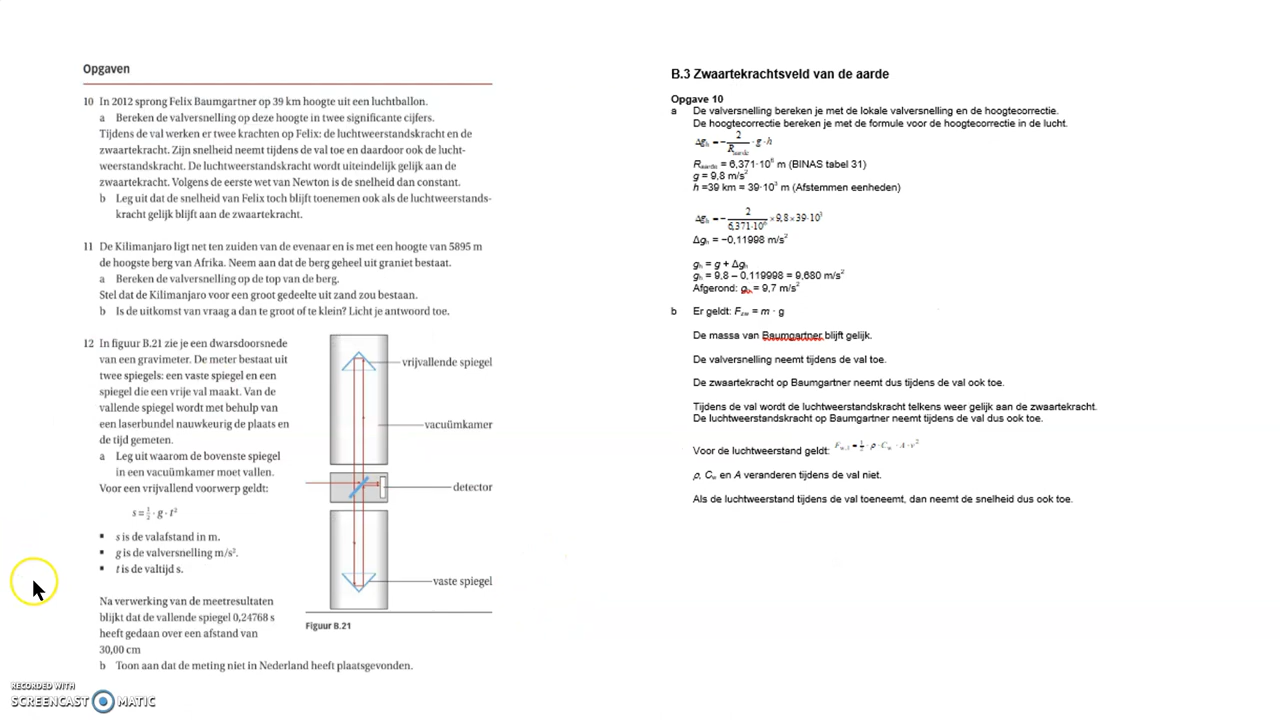 Opgaven
10 In 2012 sprong Felix Baumgartner op 39 km hoogte uit een luchtballon.
a Bereken de valversnelling op deze hoogte in twee significante cijfers.
Tijdens de val werken er twee krachten op Felix: de luchtweerstandskracht en de
zwaartekracht. Zijn snelheid neemt tijdens de val toe en daardoor ook de lucht-
weerstandskracht. De luchtweerstandskracht wordt uiteindelijk gelijk aan de
zwaartekracht. Volgens de eerste wet van Newton is de snelheid dan constant.
b Leg uit dat de snelheid van Felix toch blijft toenemen ook als de luchtweerstands-
kracht gelijk blijft aan de zwaartekracht.
11 De Kilimanjaro ligt net ten zuiden van de evenaar en is met een hoogte van 5895 m
de hoogste berg van Afrika. Neem aan dat de berg geheel uit graniet bestaat.
a Bereken de valversnelling op de top van de berg.
Stel dat de Kilimanjaro voor een groot gedeelte uit zand zou bestaan.
b Is de uitkomst van vraag a dan te groot of te klein? Licht je antwoord toe.
12 In figuur B.21 zie je een dwarsdoorsnede
van een gravimeter. De meter bestaat uit
twee spiegels: een vaste spiegel en een
spiegel die een vrije val maakt. Van de
vallende spiegel wordt met behulp van
een laserbundel nauwkeurig de plaats en
de tijd gemeten.
a Leg uit waarom de bovenste spiegel
in een vacuümkamer moet vallen.
Voor een vrijvallend voorwerp geldt:
s = ½ · g · t²
▪ s is de valafstand in m.
▪ g is de valversnelling m/s².
▪ t is de valtijd s.
Na verwerking van de meetresultaten
blijkt dat de vallende spiegel 0,24768 s
heeft gedaan over een afstand van
30,00 cm
b Toon aan dat de meting niet in Nederland heeft plaatsgevonden.
vrijvallende spiegel
vacuümkamer
detector
vaste spiegel
Figuur B.21
B.3 Zwaartekrachtsveld van de aarde
Opgave 10
a De valversnelling bereken je met de lokale valversnelling en de hoogtecorrectie.
De hoogtecorrectie bereken je met de formule voor de hoogtecorrectie in de lucht.
Δgₕ = − 2/R_aarde · g · h
R_aarde = 6,371·10⁶ m (BINAS tabel 31)
g = 9,8 m/s²
h =39 km = 39·10³ m (Afstemmen eenheden)
Δgₕ = − 2/6,371·10⁶ × 9,8 × 39·10³
Δgₕ = −0,11998 m/s²
gₕ = g + Δgₕ
gₕ = 9,8 – 0,119998 = 9,680 m/s²
Afgerond: gₕ = 9,7 m/s²
b Er geldt: F_zw = m · g
De massa van Baumgartner blijft gelijk.
De valversnelling neemt tijdens de val toe.
De zwaartekracht op Baumgartner neemt dus tijdens de val ook toe.
Tijdens de val wordt de luchtweerstandskracht telkens weer gelijk aan de zwaartekracht.
De luchtweerstandskracht op Baumgartner neemt tijdens de val dus ook toe.
Voor de luchtweerstand geldt: F_w,l = ½ · ρ · C_w · A · v²
ρ, C_w en A veranderen tijdens de val niet.
Als de luchtweerstand tijdens de val toeneemt, dan neemt de snelheid dus ook toe.
RECORDED WITH
SCREENCAST MATIC